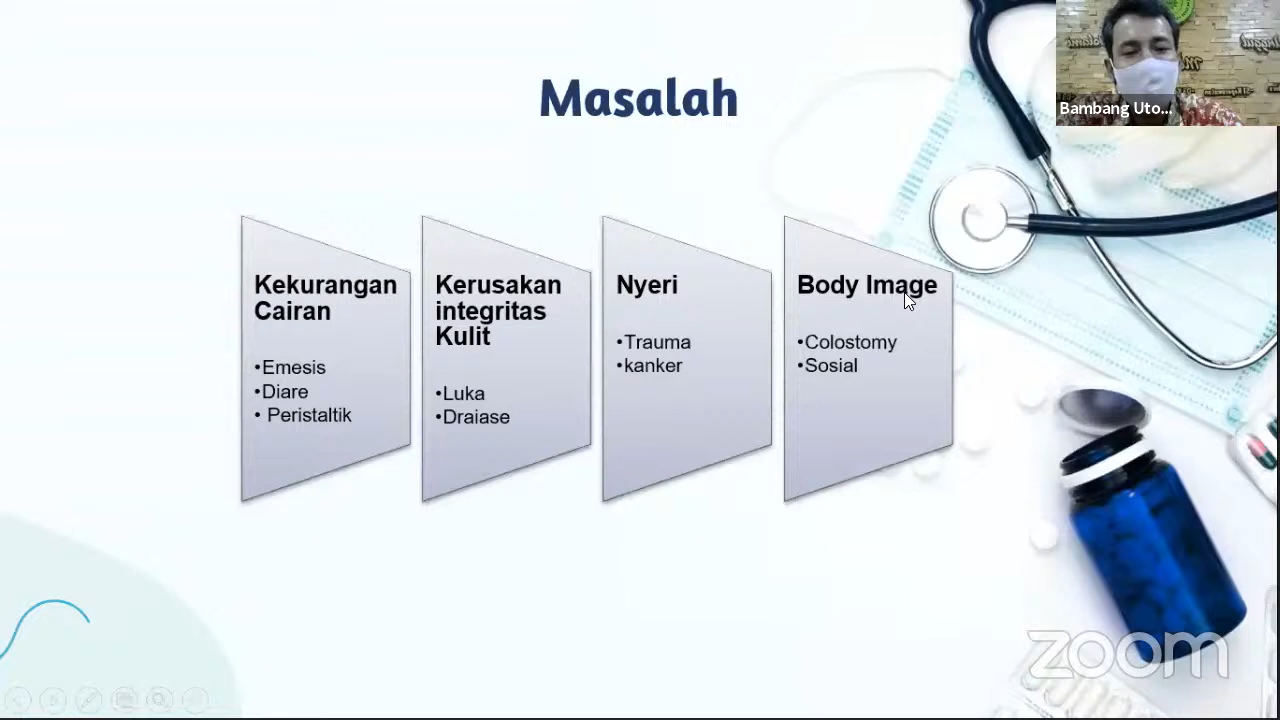 Masalah
Bambang Uto...
Kekurangan
Cairan
•Emesis
•Diare
• Peristaltik
Kerusakan
integritas
Kulit
•Luka
•Draiase
Nyeri
•Trauma
•kanker
Body Image
•Colostomy
•Sosial
zoom